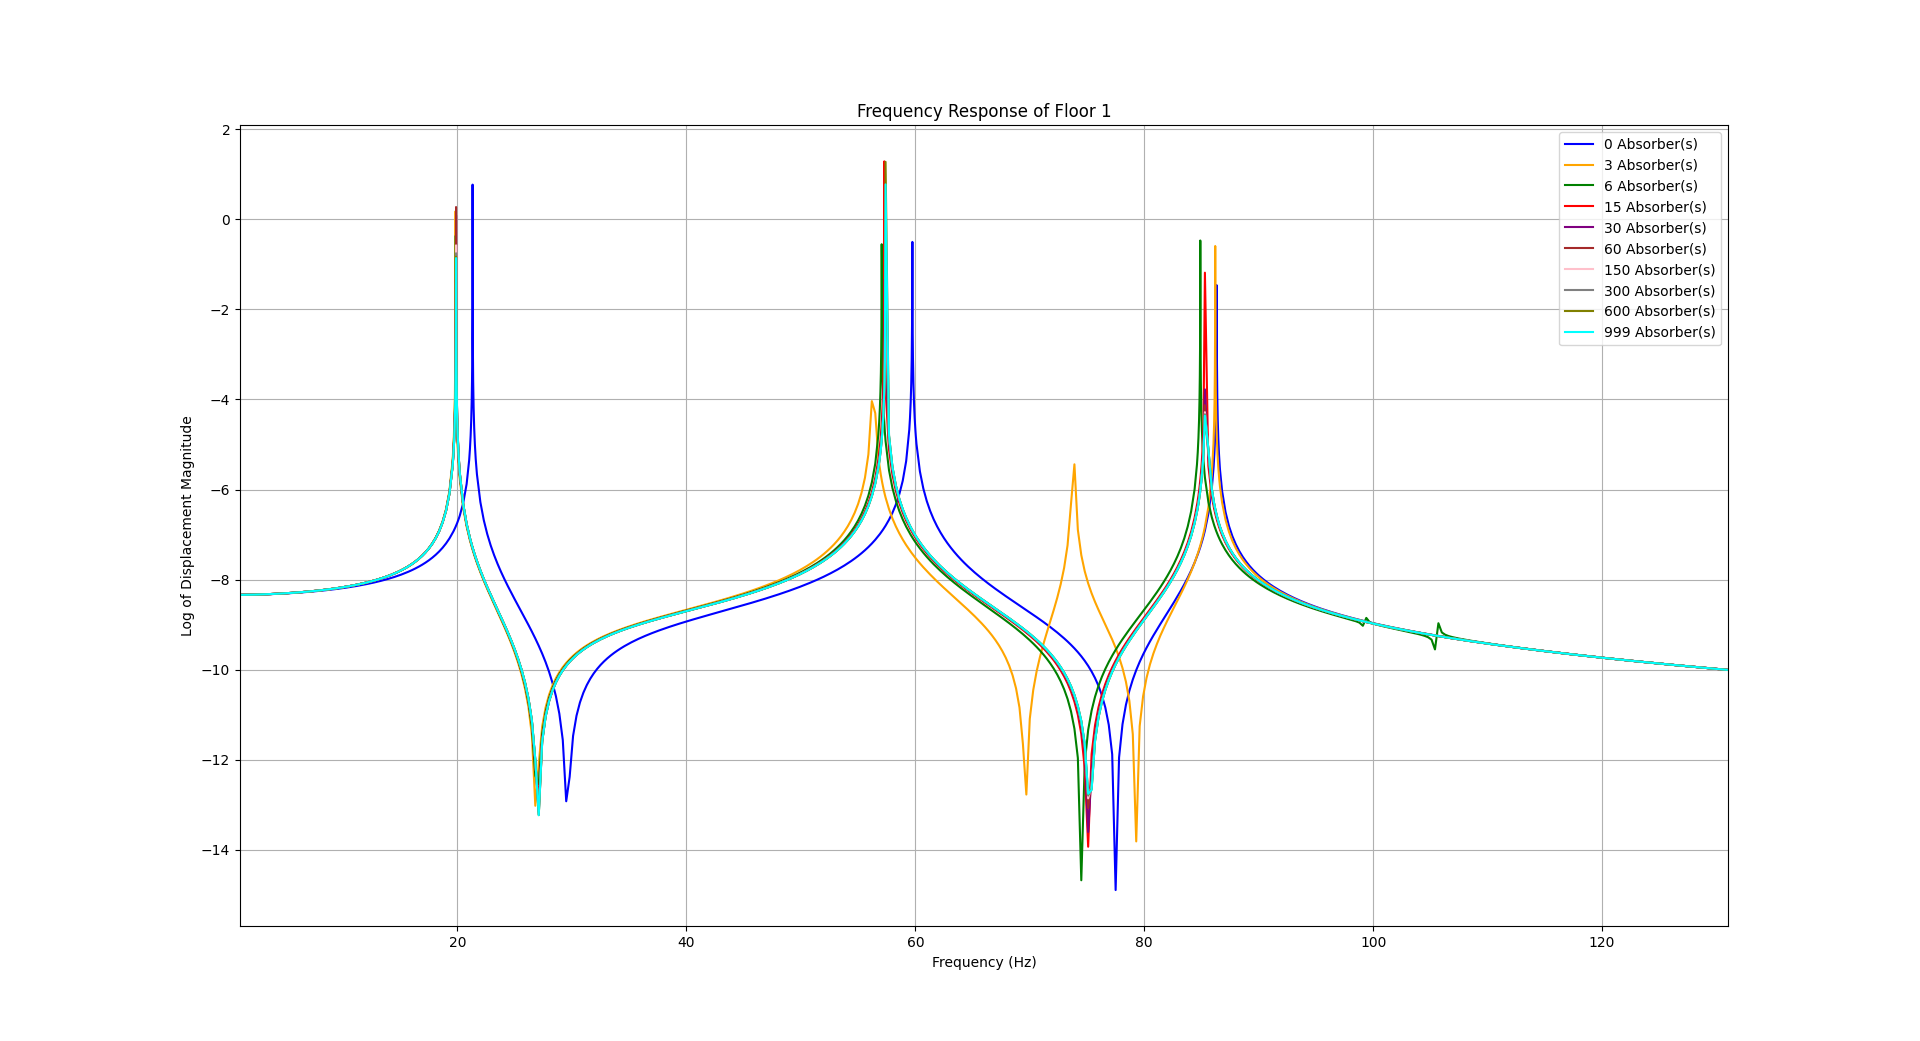 Frequency Response of Floor 1
2
0
−2
−4
−6
−8
−10
−12
−14
Log of Displacement Magnitude
0 Absorber(s)
3 Absorber(s)
6 Absorber(s)
15 Absorber(s)
30 Absorber(s)
60 Absorber(s)
150 Absorber(s)
300 Absorber(s)
600 Absorber(s)
999 Absorber(s)
20 40 60 80 100 120
Frequency (Hz)